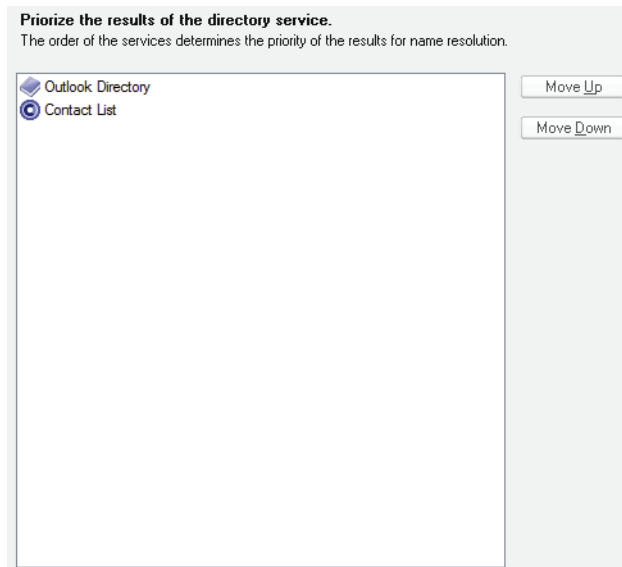 Priorize the results of the directory service.
The order of the services determines the priority of the results for name resolution.
Outlook Directory
Contact List
Move Up
Move Down